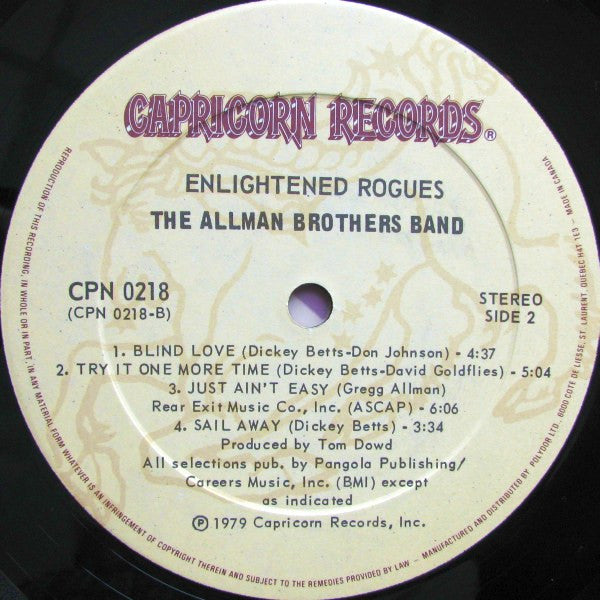 CAPRICORN RECORDS®
ENLIGHTENED ROGUES
THE ALLMAN BROTHERS BAND
CPN 0218
(CPN 0218-B)
STEREO
SIDE 2
1. BLIND LOVE (Dickey Betts-Don Johnson) - 4:37
2. TRY IT ONE MORE TIME (Dickey Betts-David Goldflies) - 5:04
3. JUST AIN'T EASY (Gregg Allman)
Rear Exit Music Co., Inc. (ASCAP) - 6:06
4. SAIL AWAY (Dickey Betts) - 3:34
Produced by Tom Dowd
All selections pub. by Pangola Publishing/
Careers Music, Inc. (BMI) except
as indicated
℗ 1979 Capricorn Records, Inc.
REPRODUCTION OF THIS RECORDING, IN WHOLE OR IN PART, IN ANY MATERIAL FORM WHATEVER IS AN INFRINGEMENT OF COPYRIGHT THEREIN AND SUBJECT TO THE REMEDIES PROVIDED BY LAW – MANUFACTURED AND DISTRIBUTED BY POLYDOR LTD. 6000 COTE DE LIESSE, ST. LAURENT, QUEBEC H4T 1E3 – MADE IN CANADA